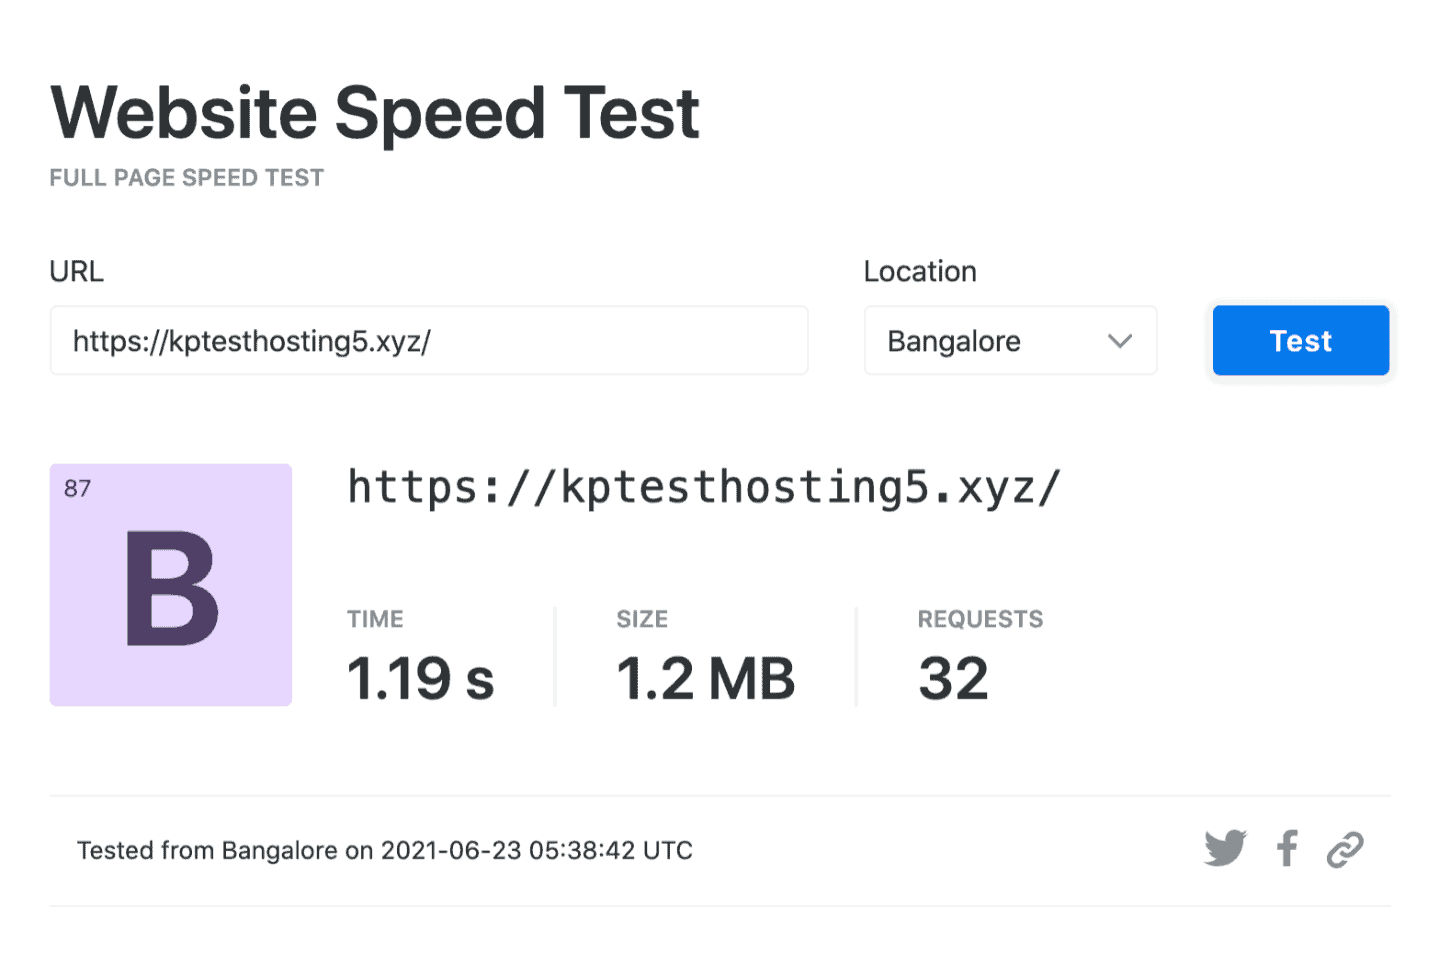 Website Speed Test
FULL PAGE SPEED TEST
URL
Location
https://kptesthosting5.xyz/
Bangalore
Test
87
B
https://kptesthosting5.xyz/
TIME
SIZE
REQUESTS
1.19 s
1.2 MB
32
Tested from Bangalore on 2021-06-23 05:38:42 UTC